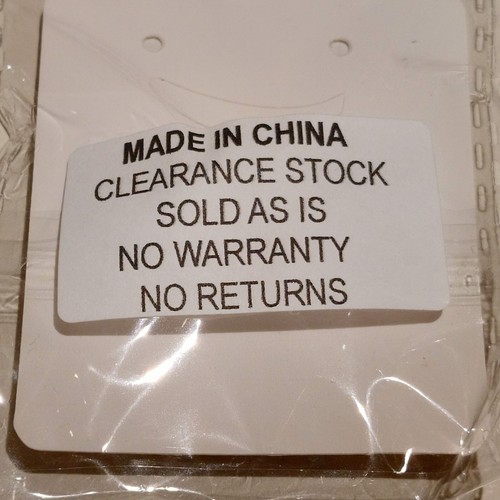 MADE IN CHINA
CLEARANCE STOCK
SOLD AS IS
NO WARRANTY
NO RETURNS